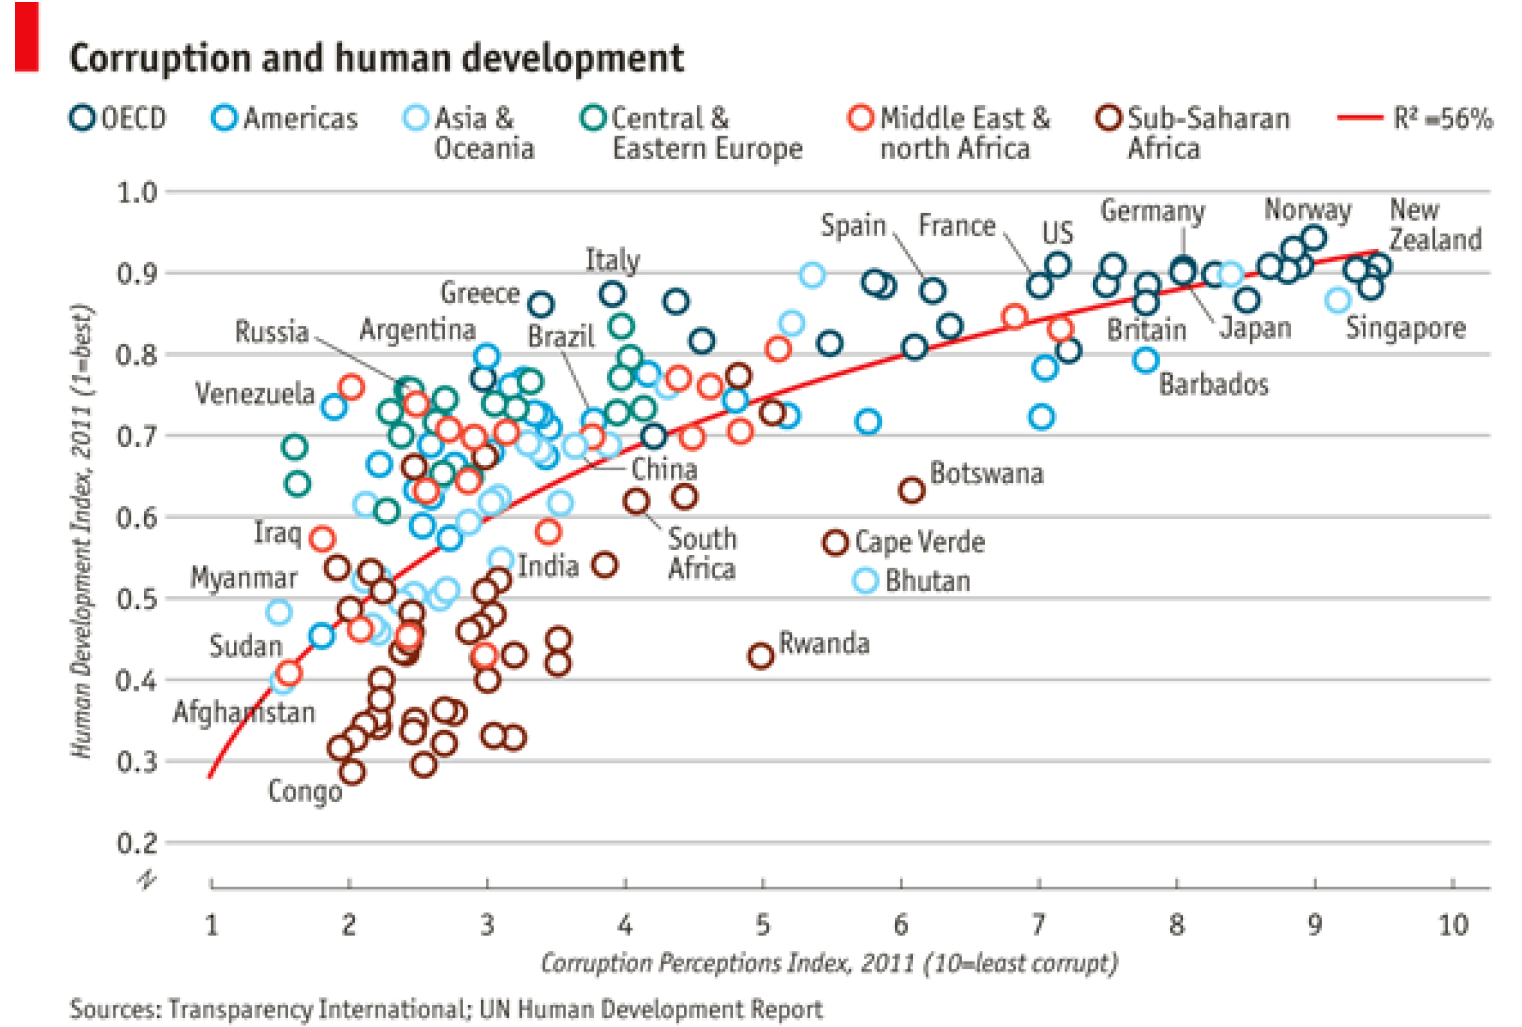 Corruption and human development
OECD
Americas
Asia &
Oceania
Central &
Eastern Europe
Middle East &
north Africa
Sub-Saharan
Africa
R² =56%
1.0
0.9
0.8
0.7
0.6
0.5
0.4
0.3
0.2
Human Development Index, 2011 (1=best)
Norway
New
Zealand
Germany
Spain
France
US
Italy
Greece
Russia
Argentina
Brazil
Britain
Japan
Singapore
Venezuela
Barbados
China
Botswana
Iraq
South
Africa
Cape Verde
India
Myanmar
Bhutan
Sudan
Rwanda
Afghanistan
Congo
1 2 3 4 5 6 7 8 9 10
Corruption Perceptions Index, 2011 (10=least corrupt)
Sources: Transparency International; UN Human Development Report